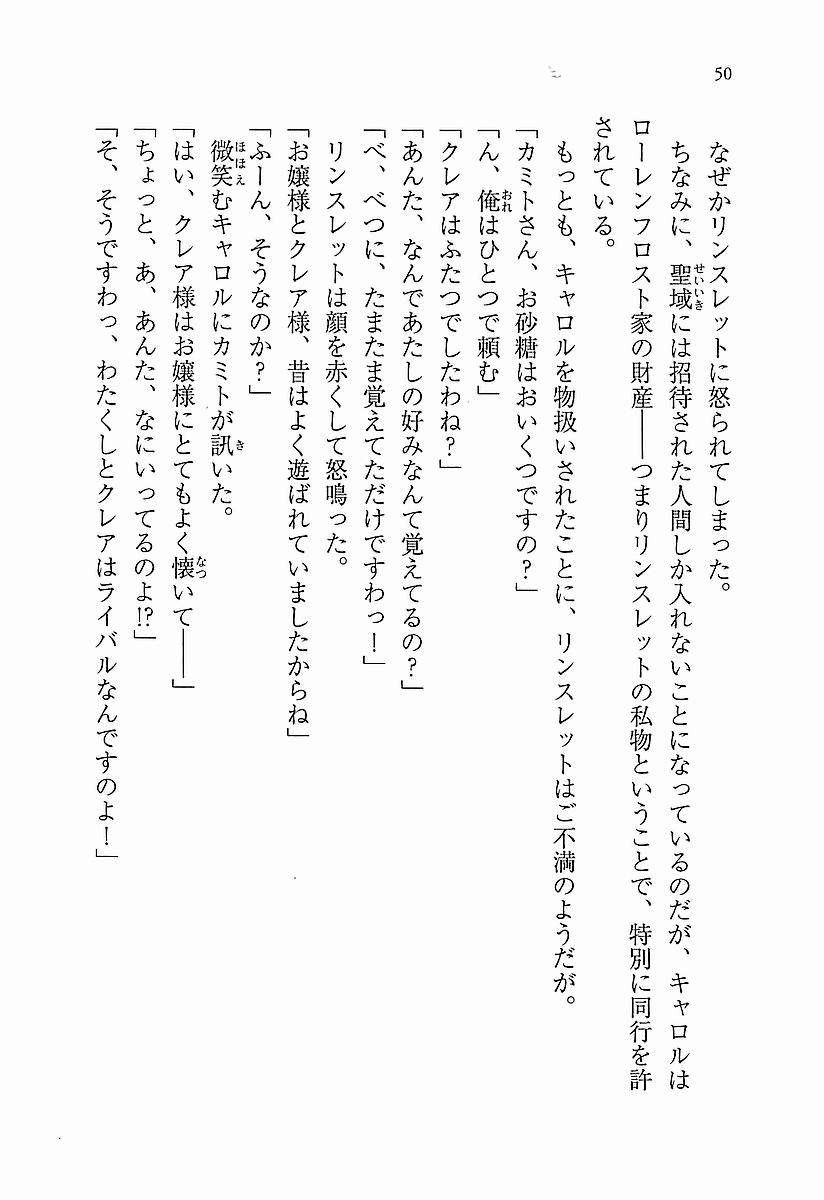 50
なぜかリンスレットに怒られてしまった。
ちなみに、聖域には招待された人間しか入れないことになっているのだが、キャロルは
ローレンフロスト家の財産――つまりリンスレットの私物ということで、特別に同行を許
されている。
もっとも、キャロルを物扱いされたことに、リンスレットはご不満のようだが。
「カミトさん、お砂糖はおいくつですの?」
「ん、俺はひとつで頼む」
「クレアはふたつでしたわね?」
「あんた、なんであたしの好みなんて覚えてるの?」
「べ、べつに、たまたま覚えてただけですわっ!」
リンスレットは顔を赤くして怒鳴った。
「お嬢様とクレア様、昔はよく遊ばれていましたからね」
「ふーん、そうなのか?」
微笑むキャロルにカミトが訊いた。
「はい、クレア様はお嬢様にとてもよく懐いて――」
「ちょっと、あ、あんた、なにいってるのよ!?」
「そ、そうですわっ、わたくしとクレアはライバルなんですのよ!」